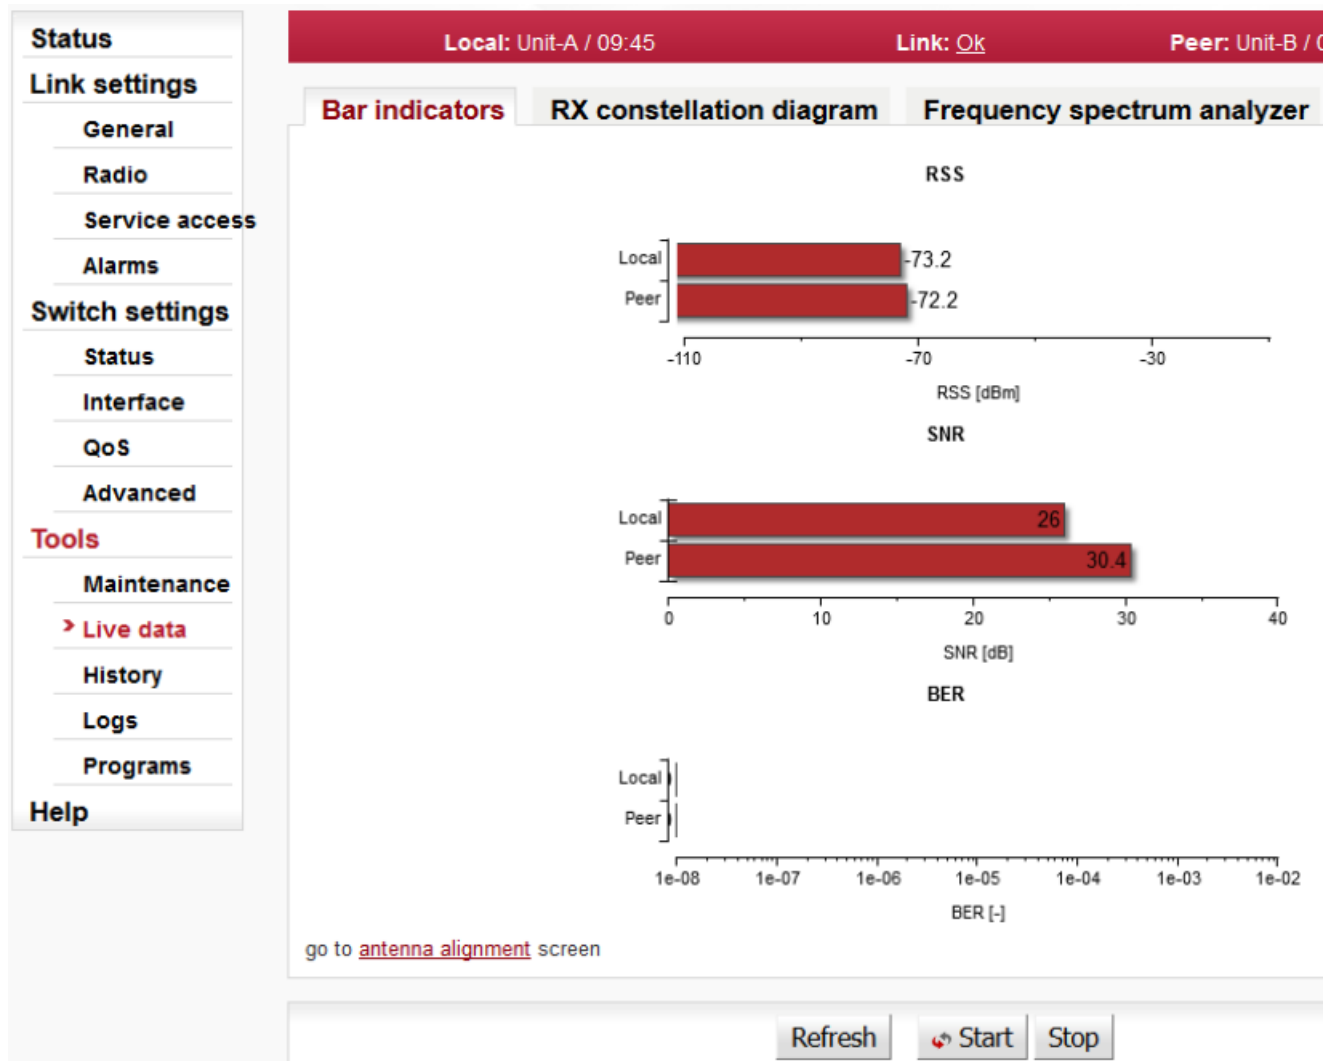 Status
Link settings
General
Radio
Service access
Alarms
Switch settings
Status
Interface
QoS
Advanced
Tools
Maintenance
Live data
History
Logs
Programs
Help
Local: Unit-A / 09:45 Link: Ok Peer: Unit-B /
Bar indicators RX constellation diagram Frequency spectrum analyzer
RSS
Local -73.2
Peer -72.2
-110 -70 -30
RSS [dBm]
SNR
Local 26
Peer 30.4
0 10 20 30 40
SNR [dB]
BER
Local
Peer
1e-08 1e-07 1e-06 1e-05 1e-04 1e-03 1e-02
BER [-]
go to antenna alignment screen
Refresh Start Stop